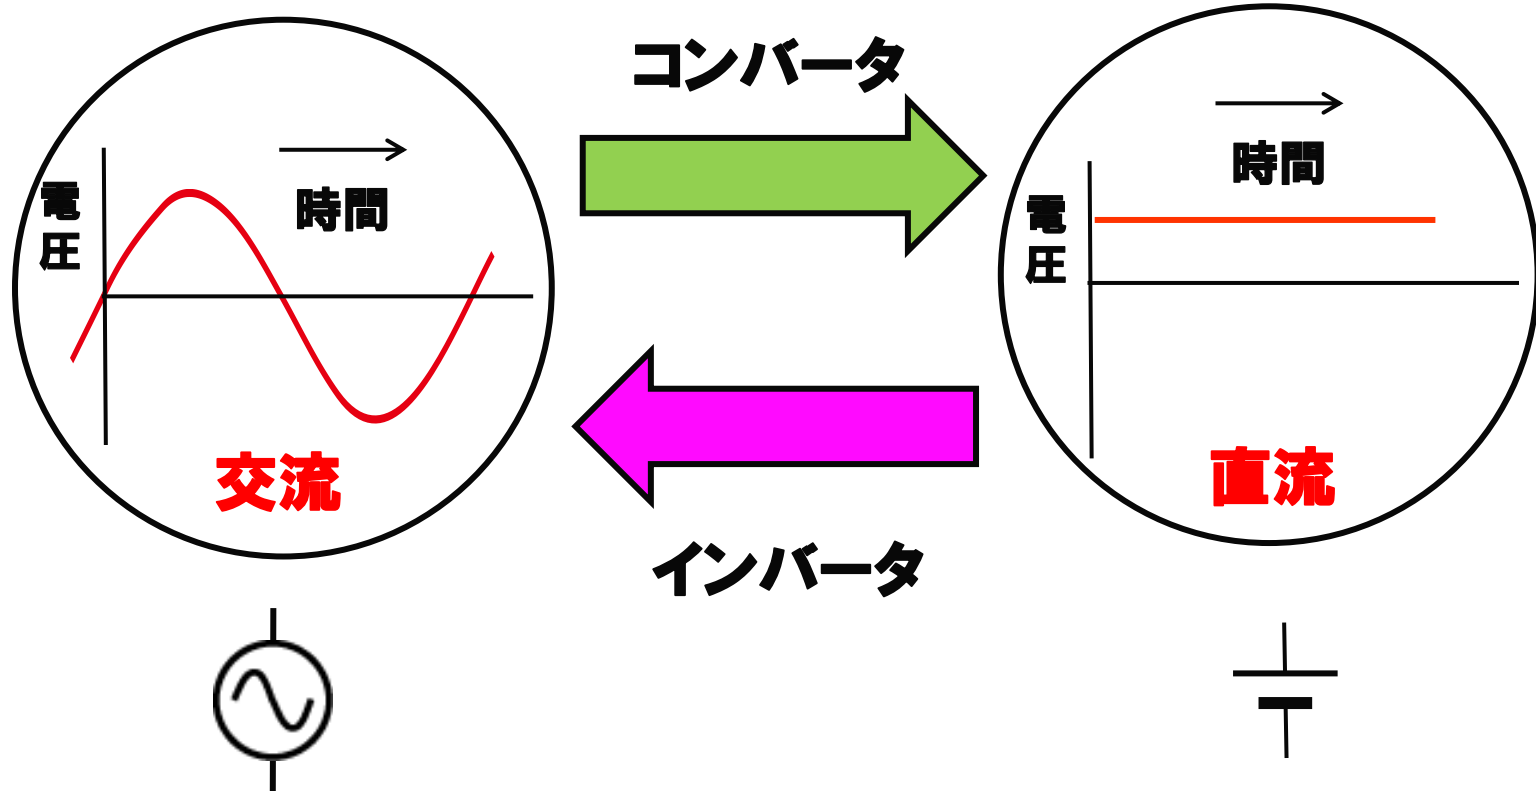 コンバータ
電圧
時間
交流
時間
電圧
直流
インバータ